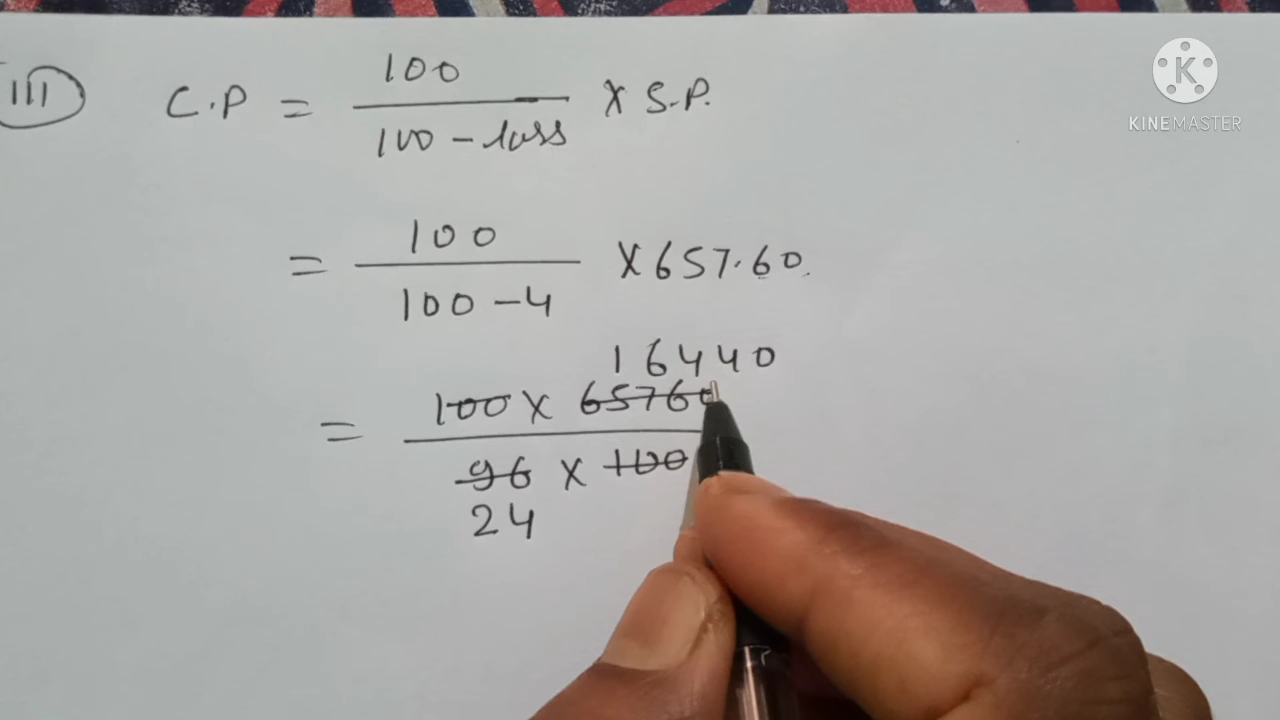 III C.P = 100 / 100 - loss X S.P.
= 100 / 100 - 4 X 657.60.
16440
= 100 X 65760 / 96 X 100
24
K
KINEMASTER